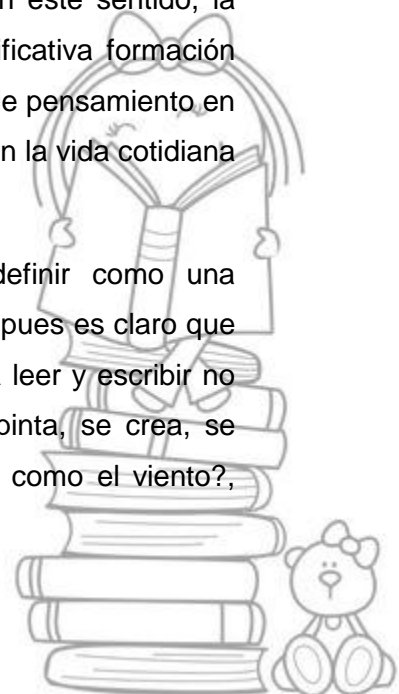 este sentido, la
ificativa formación
e pensamiento en
n la vida cotidiana
definir como una
pues es claro que
leer y escribir no
pinta, se crea, se
como el viento?,